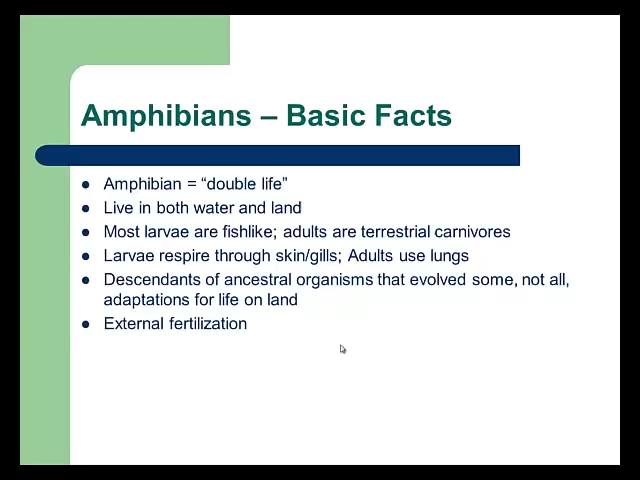 Amphibians – Basic Facts
● Amphibian = “double life”
● Live in both water and land
● Most larvae are fishlike; adults are terrestrial carnivores
● Larvae respire through skin/gills; Adults use lungs
● Descendants of ancestral organisms that evolved some, not all,
adaptations for life on land
● External fertilization